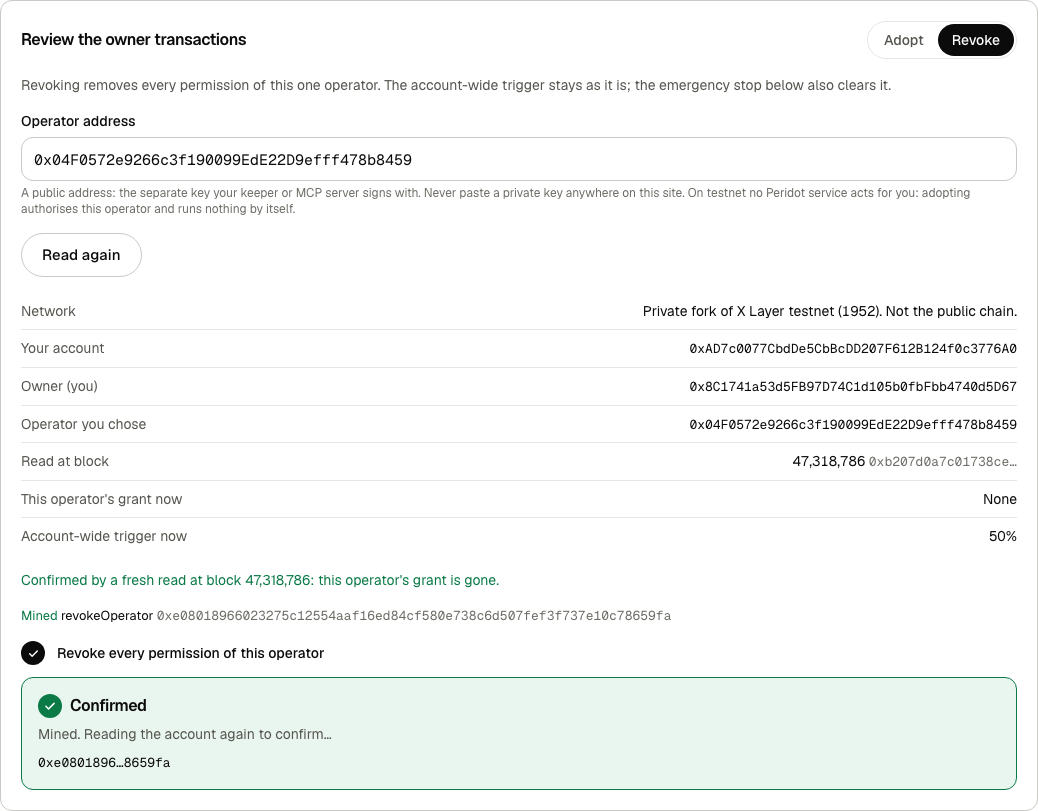 Review the owner transactions
Adopt
Revoke
Revoking removes every permission of this one operator. The account-wide trigger stays as it is; the emergency stop below also clears it.
Operator address
0x04F0572e9266c3f190099EdE22D9efff478b8459
A public address: the separate key your keeper or MCP server signs with. Never paste a private key anywhere on this site. On testnet no Peridot service acts for you: adopting
authorises this operator and runs nothing by itself.
Read again
Network Private fork of X Layer testnet (1952). Not the public chain.
Your account 0xAD7c0077CbdDe5CbBcDD207F612B124f0c3776A0
Owner (you) 0x8C1741a53d5FB97D74C1d105b0fbFbb4740d5D67
Operator you chose 0x04F0572e9266c3f190099EdE22D9efff478b8459
Read at block 47,318,786 0xb207d0a7c01738ce…
This operator's grant now None
Account-wide trigger now 50%
Confirmed by a fresh read at block 47,318,786: this operator's grant is gone.
Mined revokeOperator 0xe08018966023275c12554aaf16ed84cf580e738c6d507fef3f737e10c78659fa
Revoke every permission of this operator
Confirmed
Mined. Reading the account again to confirm…
0xe0801896…8659fa